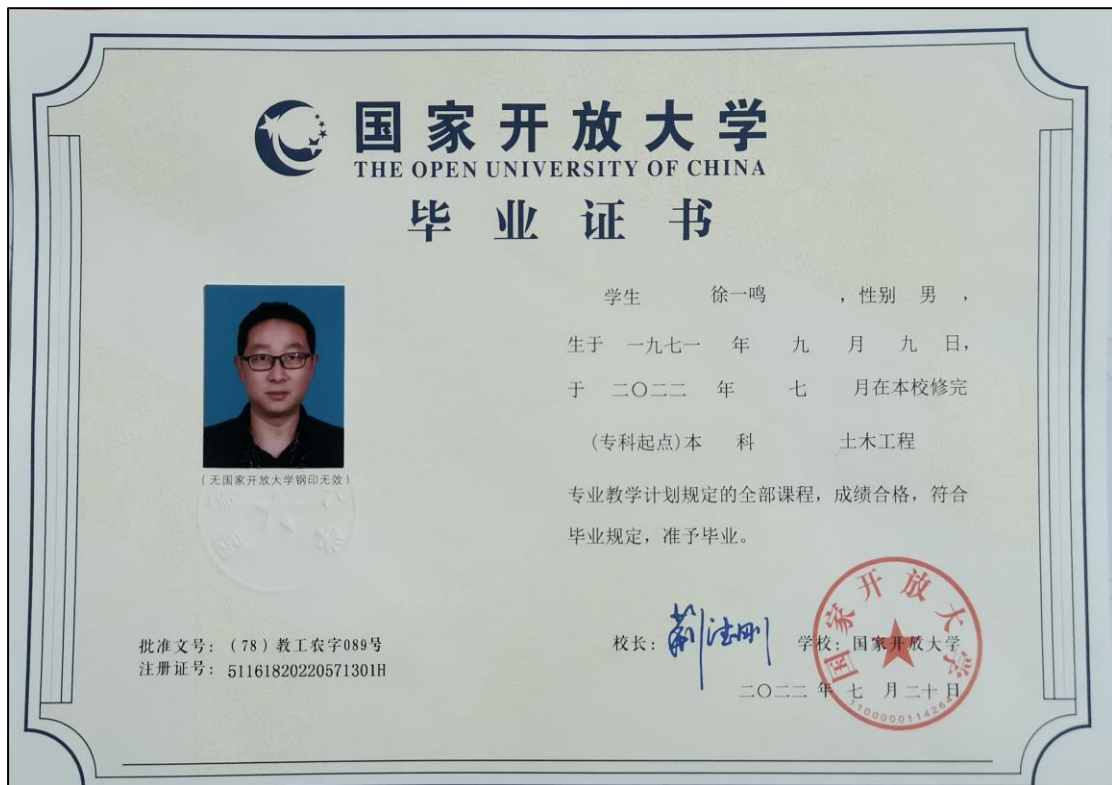 国家开放大学
THE OPEN UNIVERSITY OF CHINA
毕业证书
学生 徐一鸣 ，性别 男 ，
生于 一九七一 年 九 月 九 日，
于 二〇二二 年 七 月在本校修完
(专科起点)本 科 土木工程
专业教学计划规定的全部课程，成绩合格，符合
毕业规定，准予毕业。
（无国家开放大学钢印无效）
批准文号：（78）教工农字089号
注册证号：51161820220571301H
校长： 荆德刚 学校：国家开放大学
二〇二二 年 七 月二十日
国家开放大学